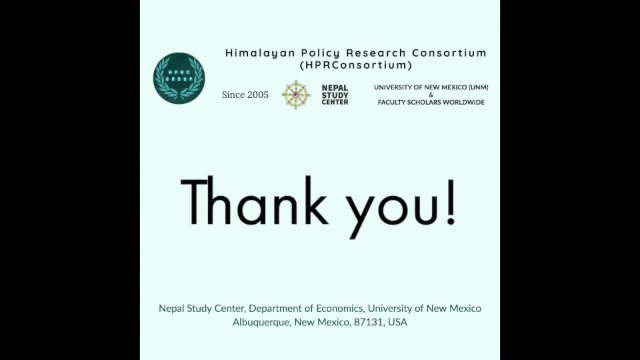 Himalayan Policy Research Consortium
(HPRConsortium)
Since 2005
NEPAL
STUDY
CENTER
UNIVERSITY OF NEW MEXICO (UNM)
&
FACULTY SCHOLARS WORLDWIDE
Thank you!
Nepal Study Center, Department of Economics, University of New Mexico
Albuquerque, New Mexico, 87131, USA